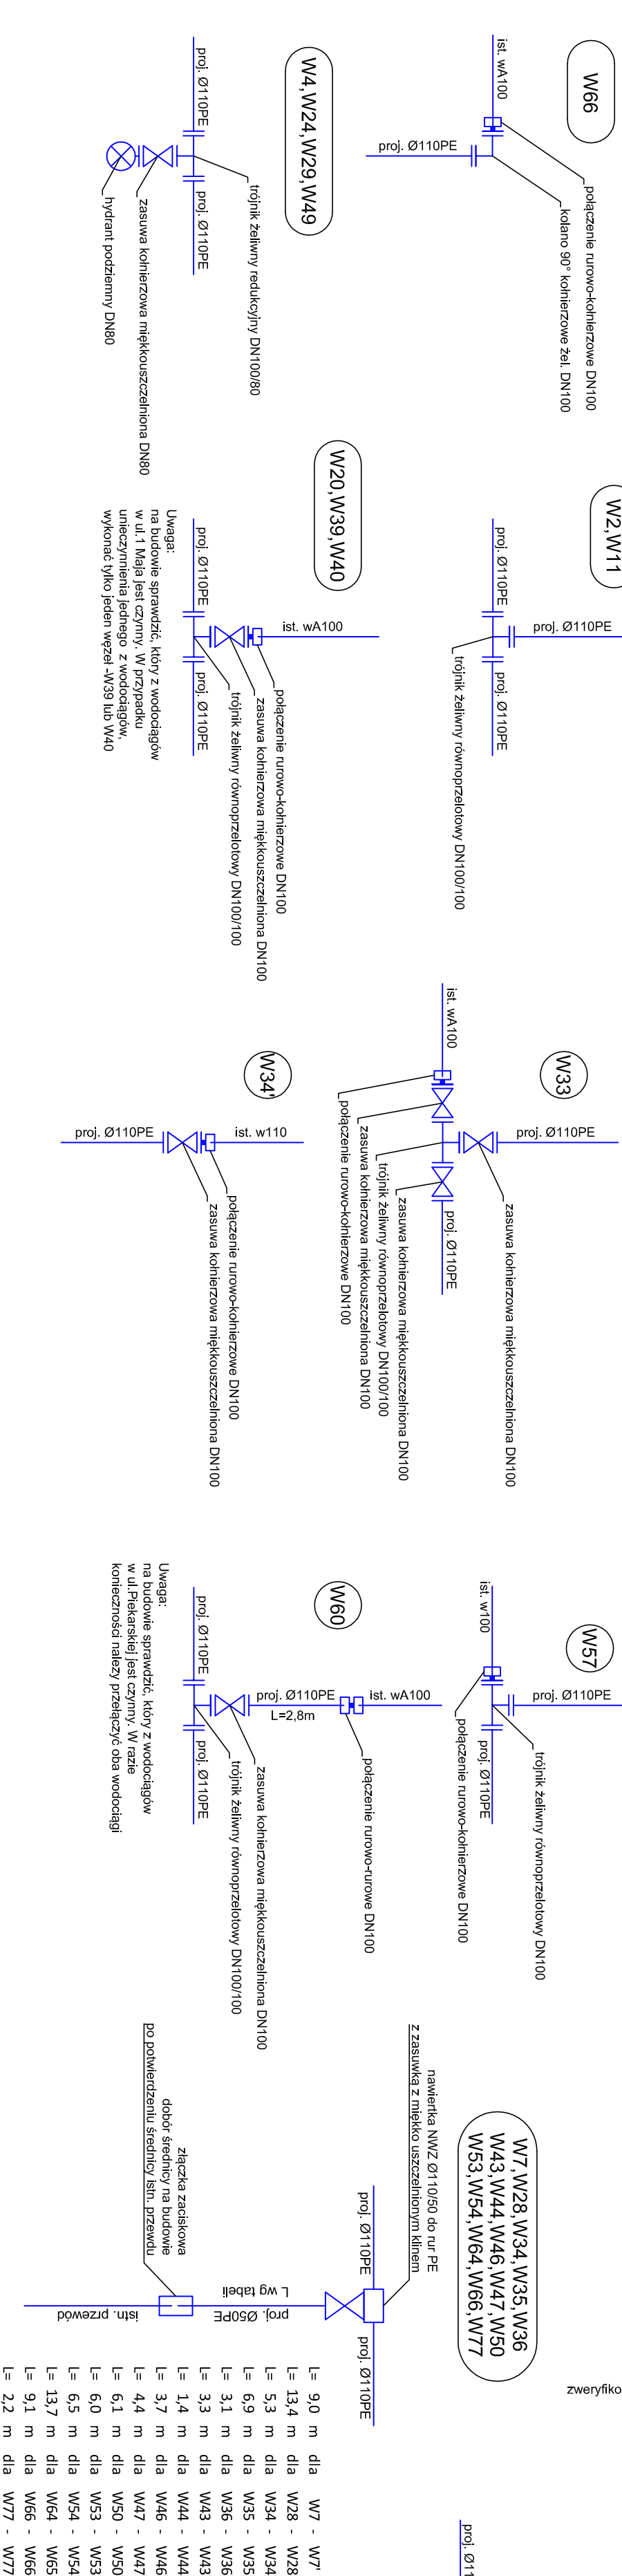 W66
ist. wA100
proj. Ø110PE
połączenie rurowo-kołnierzowe DN100
kolano 90° kołnierzowe żel. DN100
W4,W24,W29,W49
proj. Ø110PE
proj. Ø110PE
trójnik żeliwny redukcyjny DN100/80
zasuwa kołnierzowa miękkouszczelniona DN80
hydrant podziemny DN80
W2,W11
proj. Ø110PE
proj. Ø110PE
proj. Ø110PE
trójnik żeliwny równoprzelotowy DN100/100
W20,W39,W40
ist. wA100
proj. Ø110PE
proj. Ø110PE
połączenie rurowo-kołnierzowe DN100
zasuwa kołnierzowa miękkouszczelniona DN100
trójnik żeliwny równoprzelotowy DN100/100
Uwaga:
na budowie sprawdzić, który z wodociągów
w ul.1 Maja jest czynny. W przypadku
unieczynnienia jednego z wodociągów,
wykonać tylko jeden węzeł -W39 lub W40
W33
ist. wA100
proj. Ø110PE
proj. Ø110PE
zasuwa kołnierzowa miękkouszczelniona DN100
zasuwa kołnierzowa miękkouszczelniona DN100
trójnik żeliwny równoprzelotowy DN100/100
zasuwa kołnierzowa miękkouszczelniona DN100
połączenie rurowo-kołnierzowe DN100
W34'
proj. Ø110PE
ist. w110
połączenie rurowo-kołnierzowe DN100
zasuwa kołnierzowa miękkouszczelniona DN100
W57
ist. w100
proj. Ø110PE
proj. Ø110PE
trójnik żeliwny równoprzelotowy DN100
połączenie rurowo-kołnierzowe DN100
W60
proj. Ø110PE
L=2,8m
ist. wA100
proj. Ø110PE
proj. Ø110PE
połączenie rurowo-rurowe DN100
zasuwa kołnierzowa miękkouszczelniona DN100
trójnik żeliwny równoprzelotowy DN100/100
Uwaga:
na budowie sprawdzić, który z wodociągów
w ul.Piekarskiej jest czynny. W razie
konieczności nalezy przełączyć oba wodociągi
W7,W28,W34,W35,W36
W43,W44,W46,W47,W50
W53,W54,W64,W66,W77
nawiertka NWZ Ø110/50 do rur PE
z zasuwką z miękko uszczelnionym klinem
proj. Ø110PE
proj. Ø110PE
L wg tabeli
proj. Ø50PE
istn. przewód
złączka zaciskowa
dobór średnicy na budowie
po potwierdzeniu średnicy istn. przewdu
zweryfiko
L= 9,0 m dla W7 - W7'
L= 13,4 m dla W28 - W28
L= 5,3 m dla W34 - W34
L= 6,9 m dla W35 - W35
L= 3,1 m dla W36 - W36
L= 3,3 m dla W43 - W43
L= 1,4 m dla W44 - W44
L= 3,7 m dla W46 - W46
L= 4,4 m dla W47 - W47
L= 6,1 m dla W50 - W50
L= 6,0 m dla W53 - W53
L= 6,5 m dla W54 - W54
L= 13,7 m dla W64 - W65
L= 9,1 m dla W66 - W66
L= 2,2 m dla W77 - W77
proj. Ø11